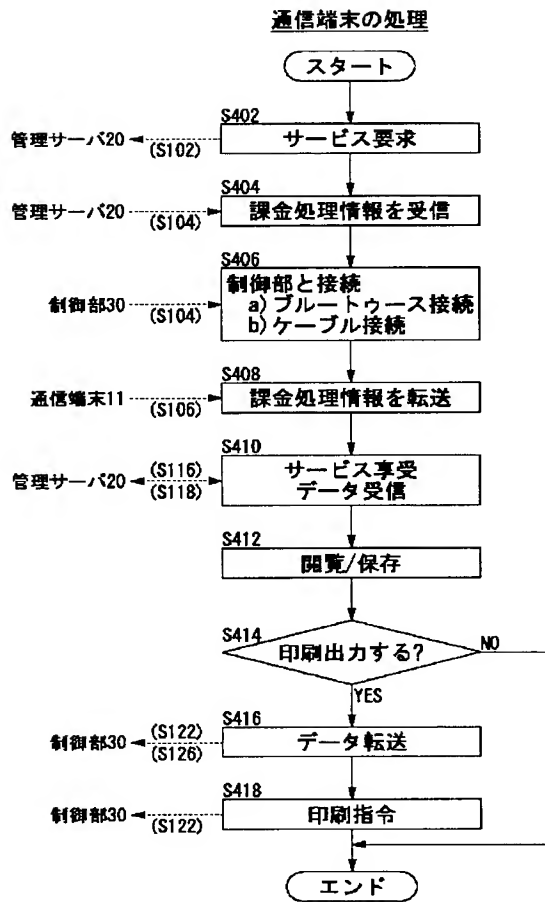 通信端末の処理
スタート
S402
管理サーバ20
(S102)
サービス要求
S404
管理サーバ20
(S104)
課金処理情報を受信
S406
制御部30
(S104)
制御部と接続
a)ブルートゥース接続
b)ケーブル接続
S408
通信端末11
(S106)
課金処理情報を転送
S410
管理サーバ20
(S116)
(S118)
サービス享受
データ受信
S412
閲覧/保存
S414
印刷出力する?
NO
YES
S416
制御部30
(S122)
(S126)
データ転送
S418
制御部30
(S122)
印刷指令
エンド